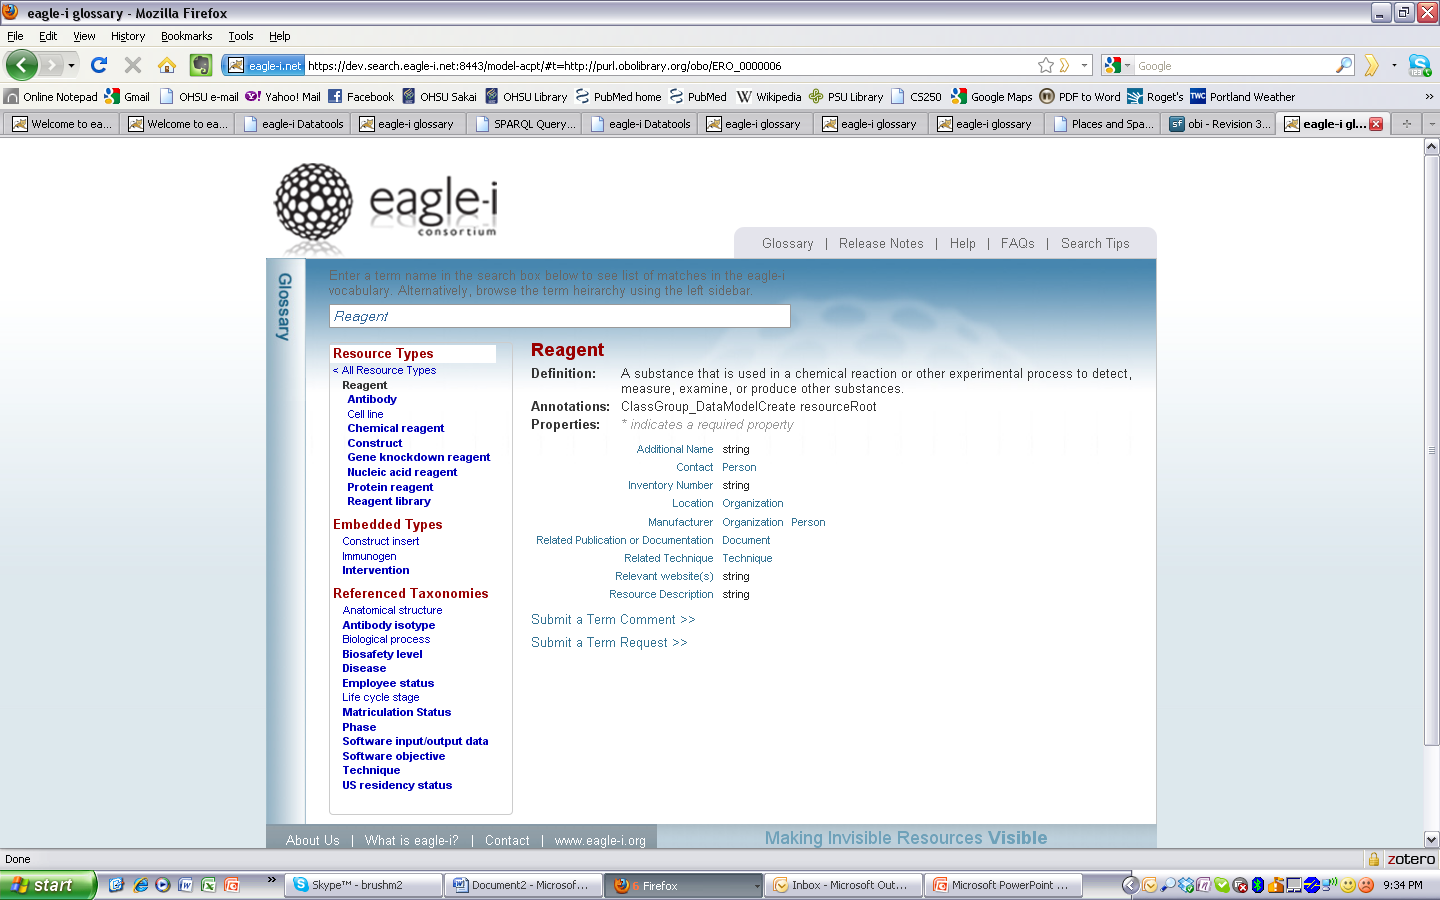 eagle-i glossary - Mozilla Firefox
File Edit View History Bookmarks Tools Help
eagle-i.net https://dev.search.eagle-i.net:8443/model-acpt/#t=http://purl.obolibrary.org/obo/ERO_0000006
Google
Online Notepad Gmail OHSU e-mail Yahoo! Mail Facebook OHSU Sakai OHSU Library PubMed home PubMed Wikipedia PSU Library CS250 Google Maps PDF to Word Roget's Portland Weather »
Welcome to ea... Welcome to ea... eagle-i Datatools eagle-i glossary SPARQL Query... eagle-i Datatools eagle-i glossary eagle-i glossary eagle-i glossary Places and Spa... obi - Revision 3... eagle-i gl...
eagle-i
consortium
Glossary | Release Notes | Help | FAQs | Search Tips
Glossary
Enter a term name in the search box below to see list of matches in the eagle-i
vocabulary. Alternatively, browse the term heirarchy using the left sidebar.
Reagent
Resource Types
< All Resource Types
Reagent
Antibody
Cell line
Chemical reagent
Construct
Gene knockdown reagent
Nucleic acid reagent
Protein reagent
Reagent library
Embedded Types
Construct insert
Immunogen
Intervention
Referenced Taxonomies
Anatomical structure
Antibody isotype
Biological process
Biosafety level
Disease
Employee status
Life cycle stage
Matriculation Status
Phase
Software input/output data
Software objective
Technique
US residency status
Reagent
Definition: A substance that is used in a chemical reaction or other experimental process to detect,
measure, examine, or produce other substances.
Annotations: ClassGroup_DataModelCreate resourceRoot
Properties: * indicates a required property
Additional Name string
Contact Person
Inventory Number string
Location Organization
Manufacturer Organization Person
Related Publication or Documentation Document
Related Technique Technique
Relevant website(s) string
Resource Description string
Submit a Term Comment >>
Submit a Term Request >>
About Us | What is eagle-i? | Contact | www.eagle-i.org
Making Invisible Resources Visible
Done
zotero
start
» Skype™ - brushm2 Document2 - Microsof... 6 Firefox Inbox - Microsoft Out... Microsoft PowerPoint ... 9:34 PM